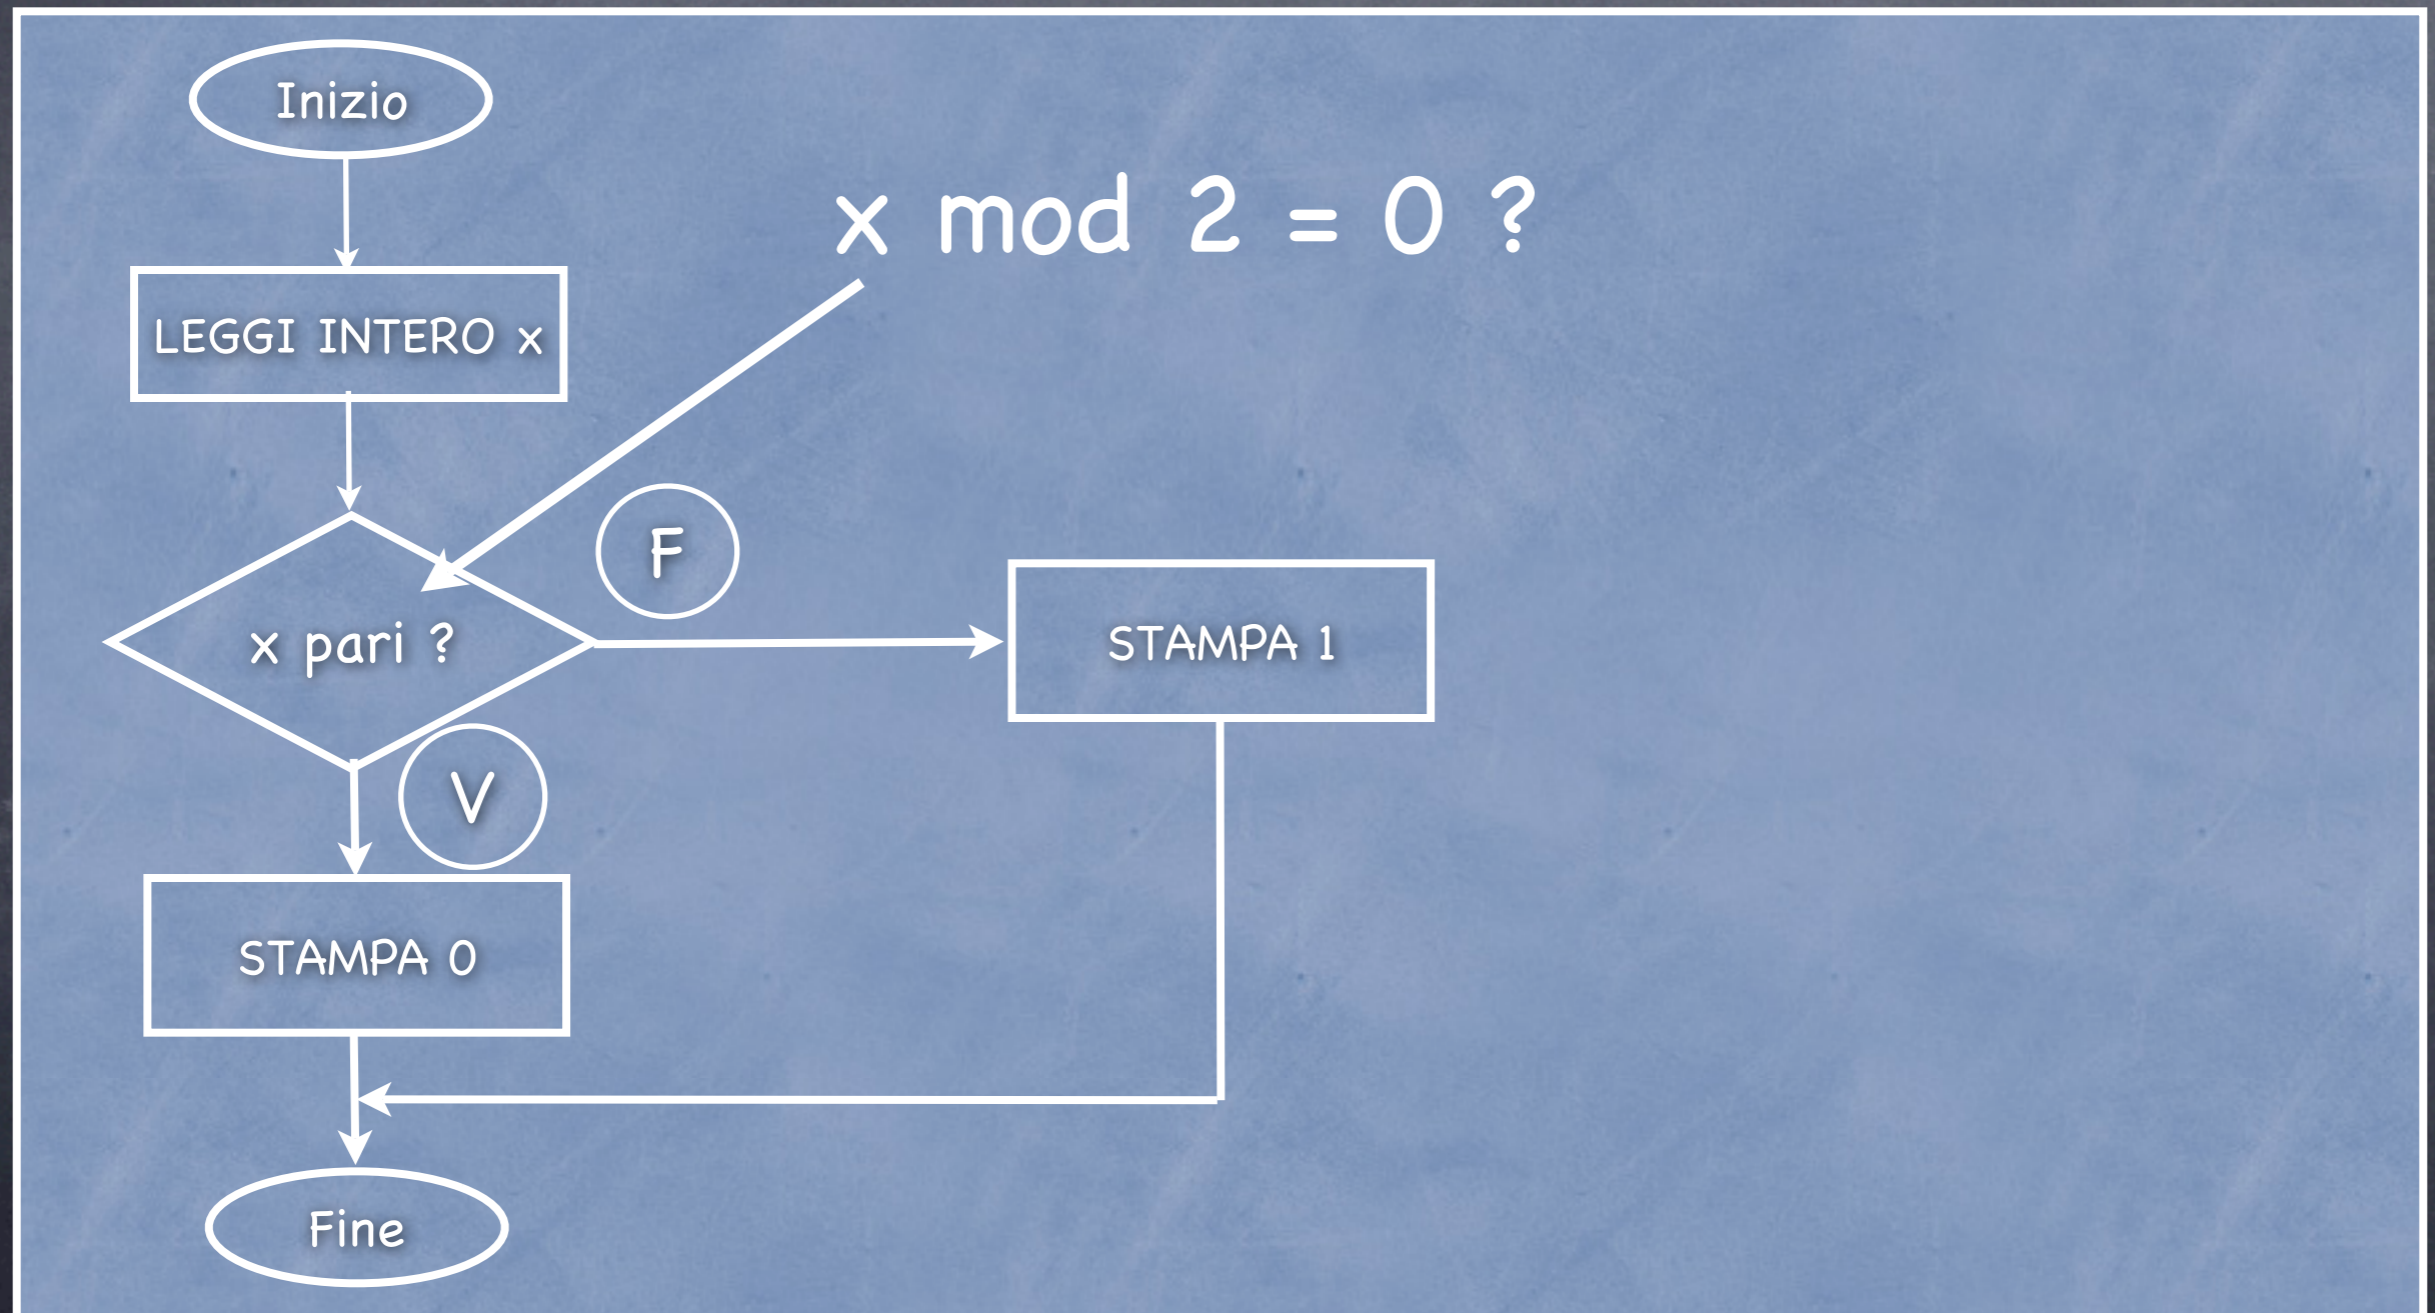 Inizio
x mod 2 = 0 ?
LEGGI INTERO x
F
x pari ?
STAMPA 1
V
STAMPA 0
Fine